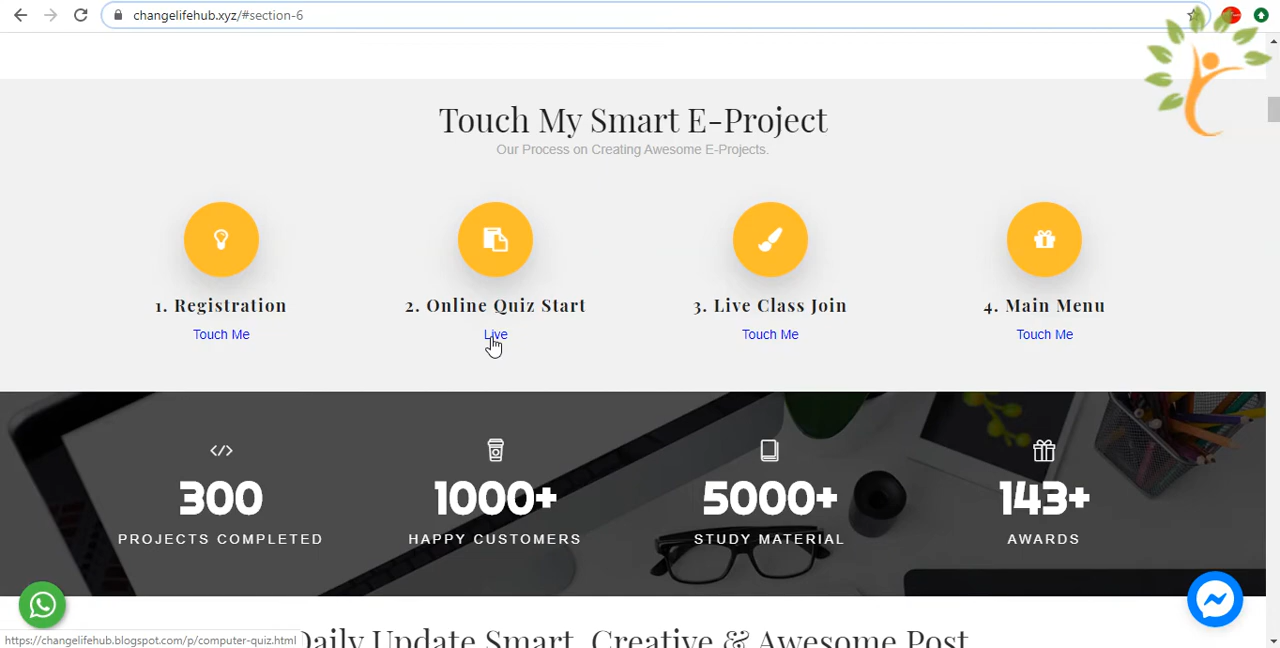 changelifehub.xyz/#section-6
Touch My Smart E-Project
Our Process on Creating Awesome E-Projects.
1. Registration
2. Online Quiz Start
3. Live Class Join
4. Main Menu
Touch Me
Live
Touch Me
Touch Me
300
1000+
5000+
143+
PROJECTS COMPLETED
HAPPY CUSTOMERS
STUDY MATERIAL
AWARDS
https://changelifehub.blogspot.com/p/computer-quiz.html
Daily Update Smart, Creative & Awesome Post